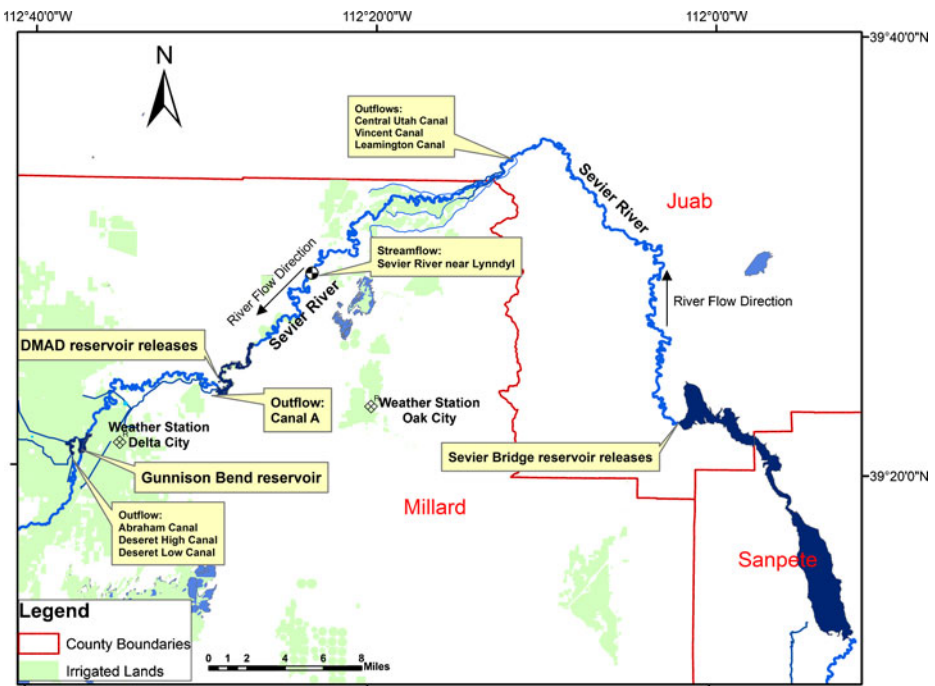 112°40'0"W
112°20'0"W
112°0'0"W
39°40'0"N
N
Outflows:
Central Utah Canal
Vincent Canal
Leamington Canal
Sevier River
Juab
Streamflow:
Sevier River near Lynndyl
River Flow Direction
Sevier River
River Flow Direction
DMAD reservoir releases
Outflow:
Canal A
Weather Station
Oak City
Weather Station
Delta City
Sevier Bridge reservoir releases
Gunnison Bend reservoir
39°20'0"N
Millard
Outflow:
Abraham Canal
Deseret High Canal
Deseret Low Canal
Sanpete
Legend
County Boundaries
Irrigated Lands
0 1 2 4 6 8
Miles